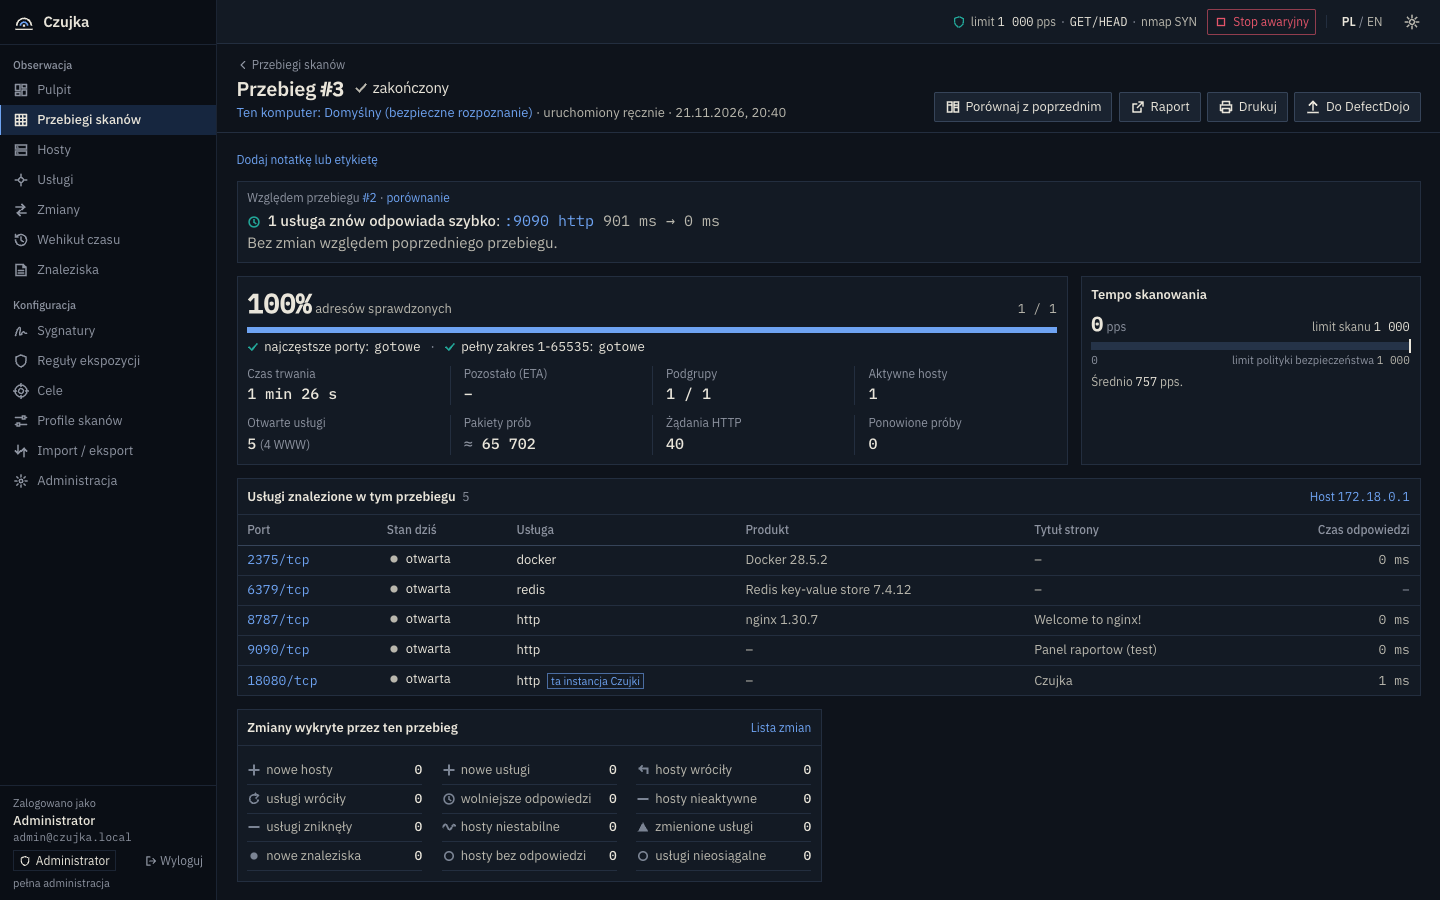 Czujka
limit 1 000 pps · GET/HEAD · nmap SYN
Stop awaryjny
PL / EN
Obserwacja
Pulpit
Przebiegi skanów
Hosty
Usługi
Zmiany
Wehikuł czasu
Znaleziska
Konfiguracja
Sygnatury
Reguły ekspozycji
Cele
Profile skanów
Import / eksport
Administracja
Zalogowano jako
Administrator
admin@czujka.local
Administrator
Wyloguj
pełna administracja
Przebiegi skanów
Przebieg #3 zakończony
Ten komputer: Domyślny (bezpieczne rozpoznanie) · uruchomiony ręcznie · 21.11.2026, 20:40
Porównaj z poprzednim
Raport
Drukuj
Do DefectDojo
Dodaj notatkę lub etykietę
Względem przebiegu #2 · porównanie
1 usługa znów odpowiada szybko: :9090 http 901 ms → 0 ms
Bez zmian względem poprzedniego przebiegu.
100% adresów sprawdzonych 1 / 1
najczęstsze porty: gotowe · pełny zakres 1-65535: gotowe
Czas trwania Pozostało (ETA) Podgrupy Aktywne hosty
1 min 26 s – 1 / 1 1
Otwarte usługi Pakiety prób Żądania HTTP Ponowione próby
5 (4 WWW) ≈ 65 702 40 0
Tempo skanowania
0 pps limit skanu 1 000
0 limit polityki bezpieczeństwa 1 000
Średnio 757 pps.
Usługi znalezione w tym przebiegu 5 Host 172.18.0.1
Port Stan dziś Usługa Produkt Tytuł strony Czas odpowiedzi
2375/tcp otwarta docker Docker 28.5.2 – 0 ms
6379/tcp otwarta redis Redis key-value store 7.4.12 – –
8787/tcp otwarta http nginx 1.30.7 Welcome to nginx! 0 ms
9090/tcp otwarta http – Panel raportow (test) 0 ms
18080/tcp otwarta http ta instancja Czujki – Czujka 1 ms
Zmiany wykryte przez ten przebieg Lista zmian
nowe hosty 0 nowe usługi 0 hosty wróciły 0
usługi wróciły 0 wolniejsze odpowiedzi 0 hosty nieaktywne 0
usługi zniknęły 0 hosty niestabilne 0 zmienione usługi 0
nowe znaleziska 0 hosty bez odpowiedzi 0 usługi nieosiągalne 0